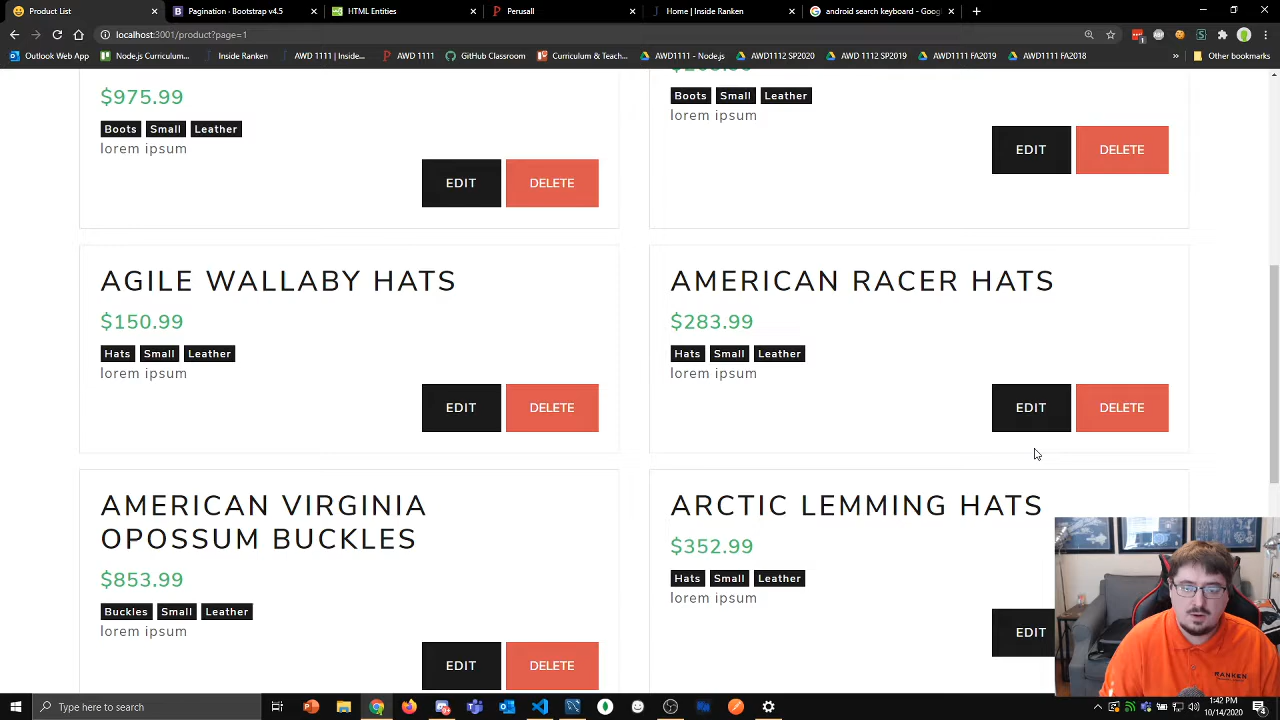 Product List
Pagination · Bootstrap v4.5
HTML Entities
Perusall
Home | Inside Ranken
android search keyboard - Googl
localhost:3001/product?page=1
Outlook Web App
Node.js Curriculum...
Inside Ranken
AWD 1111 | Inside...
AWD 1111
GitHub Classroom
Curriculum & Teach...
AWD1111 - Node.js
AWD1112 SP2020
AWD 1112 SP2019
AWD1111 FA2019
AWD1111 FA2018
»
Other bookmarks
$975.99
Boots Small Leather
lorem ipsum
EDIT DELETE
Boots Small Leather
lorem ipsum
EDIT DELETE
AGILE WALLABY HATS
$150.99
Hats Small Leather
lorem ipsum
EDIT DELETE
AMERICAN RACER HATS
$283.99
Hats Small Leather
lorem ipsum
EDIT DELETE
AMERICAN VIRGINIA
OPOSSUM BUCKLES
$853.99
Buckles Small Leather
lorem ipsum
EDIT DELETE
ARCTIC LEMMING HATS
$352.99
Hats Small Leather
lorem ipsum
EDIT
RANKEN
Type here to search
1:42 PM
10/14/2020